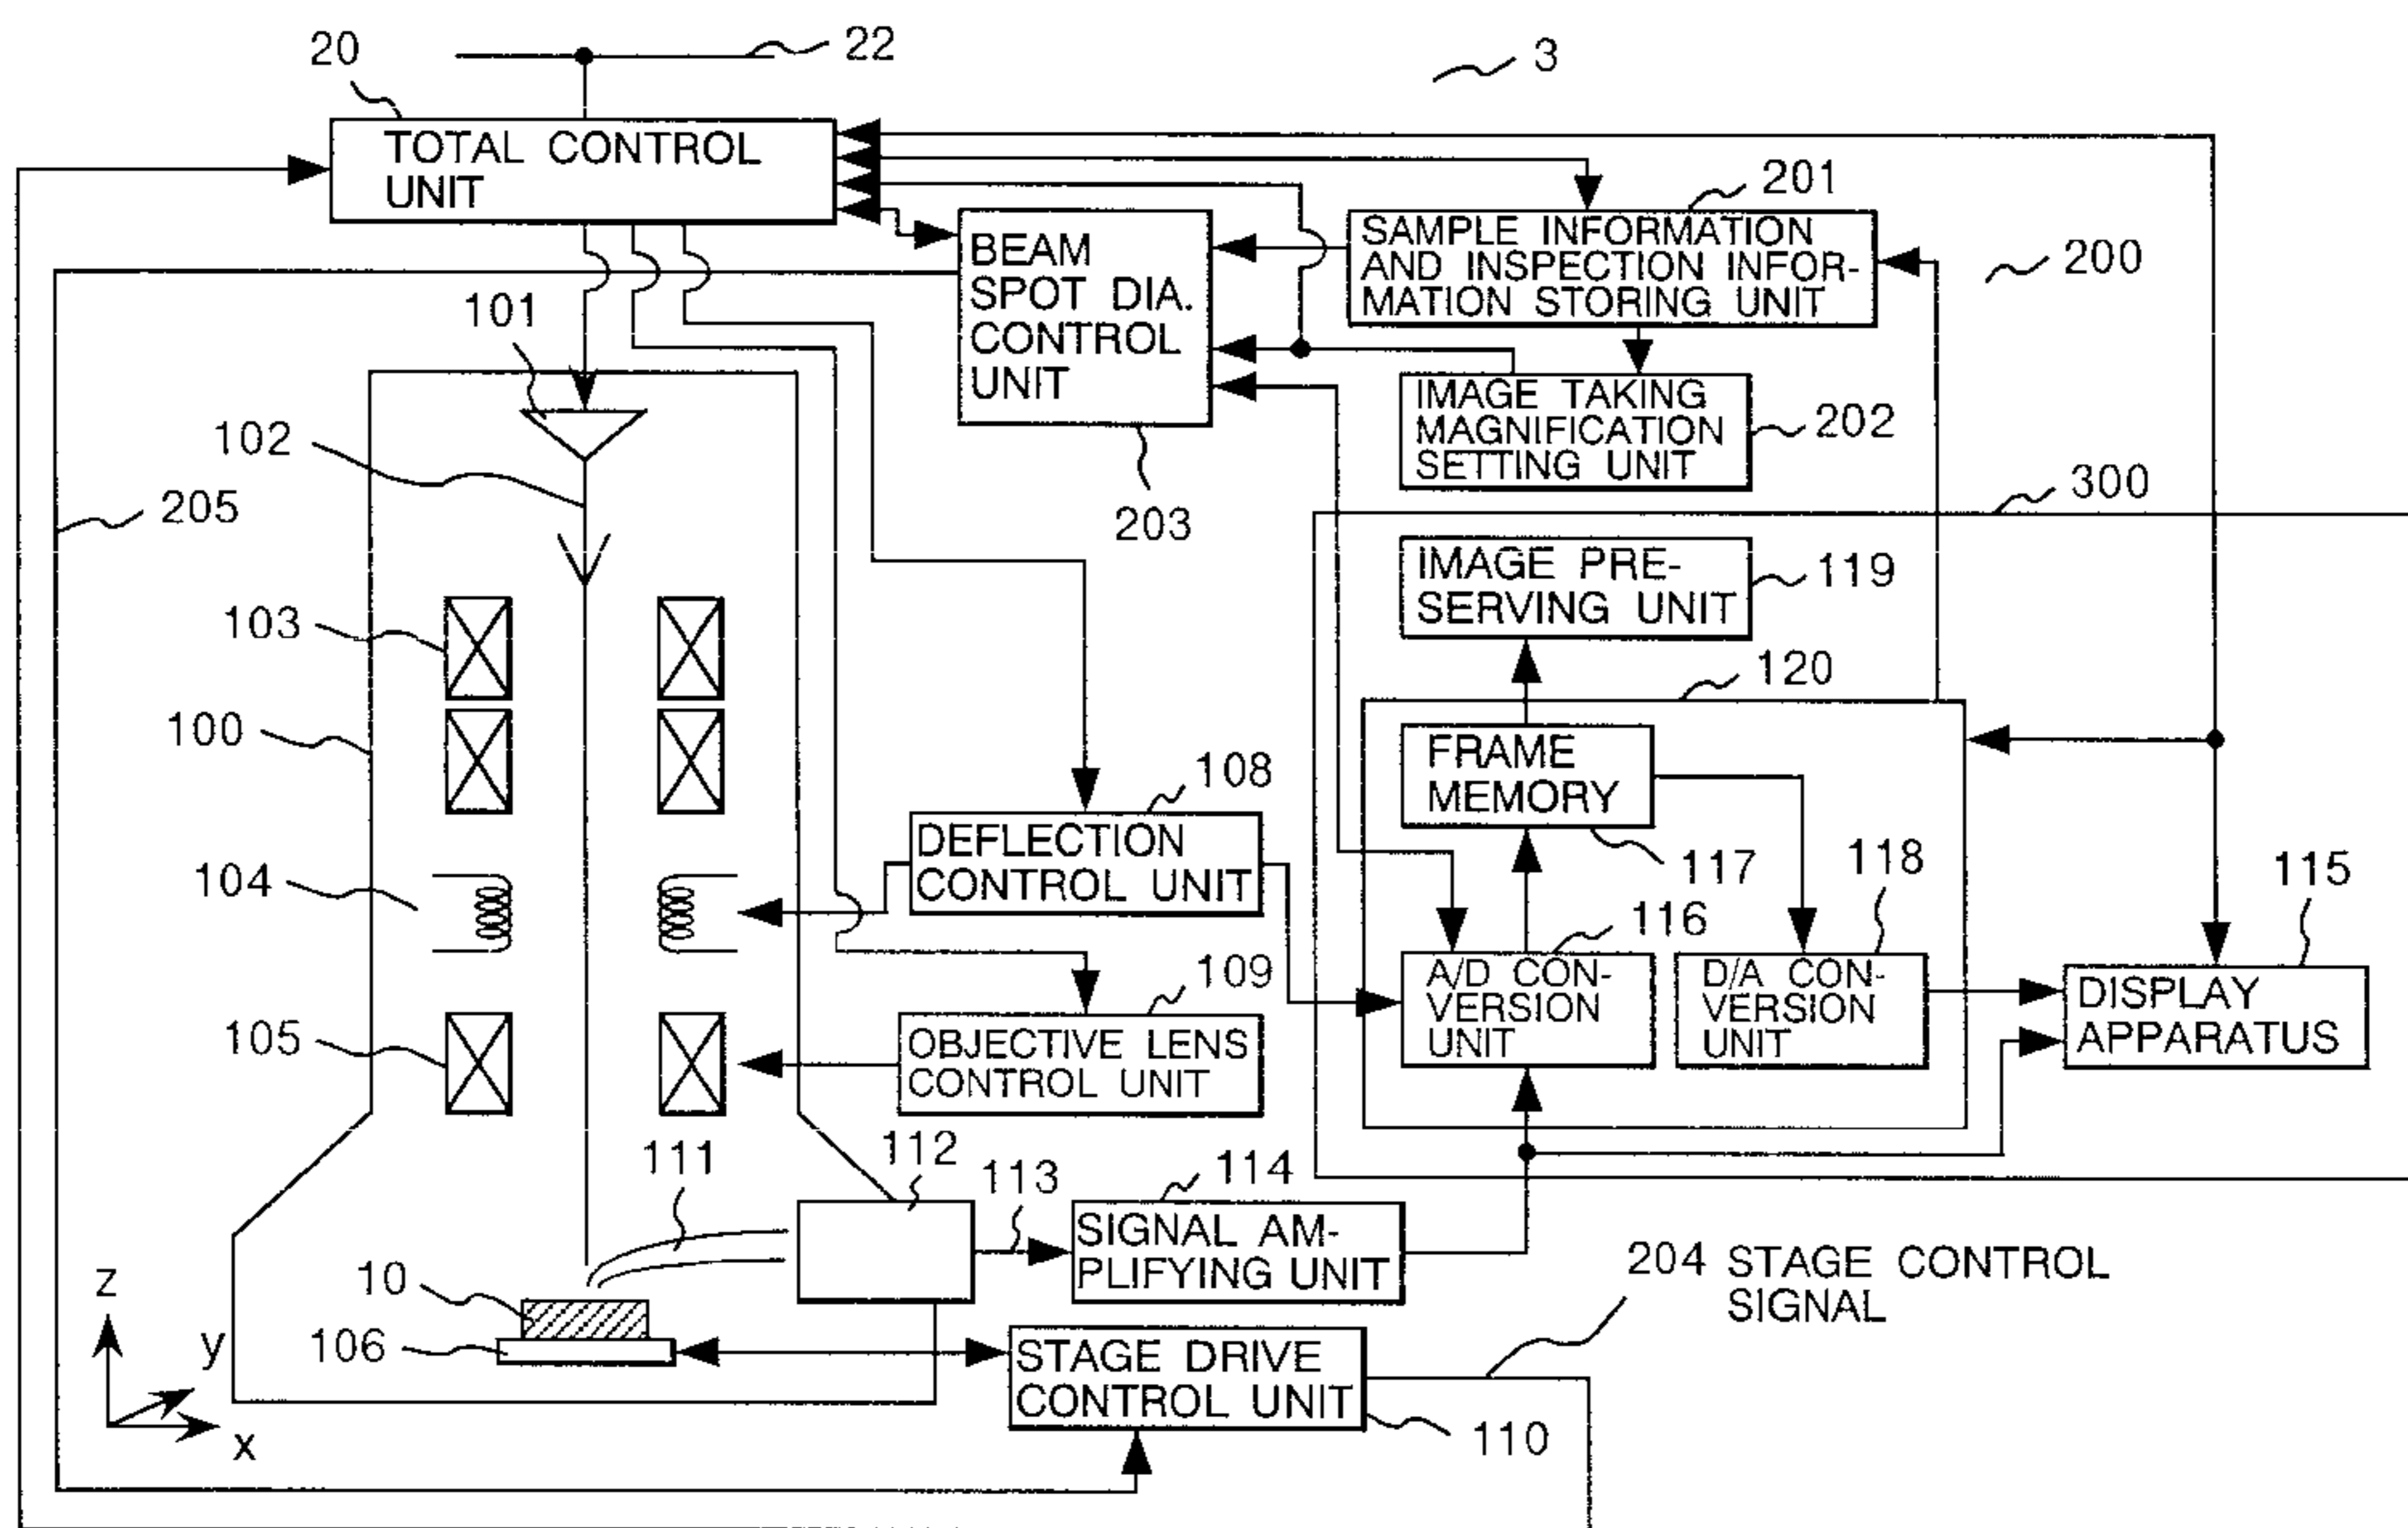 20
22
3
TOTAL CONTROL
UNIT
201
SAMPLE INFORMATION
AND INSPECTION INFOR-
MATION STORING UNIT
200
BEAM
SPOT DIA.
CONTROL
UNIT
203
101
102
205
IMAGE TAKING
MAGNIFICATION
SETTING UNIT
202
300
IMAGE PRE-
SERVING UNIT
119
103
120
100
FRAME
MEMORY
117
108
DEFLECTION
CONTROL UNIT
104
118
115
116
A/D CON-
VERSION
UNIT
D/A CON-
VERSION
UNIT
DISPLAY
APPARATUS
109
OBJECTIVE LENS
CONTROL UNIT
105
111
112
113
114
SIGNAL AM-
PLIFYING UNIT
204 STAGE CONTROL
SIGNAL
10
106
STAGE DRIVE
CONTROL UNIT
110
z
y
x